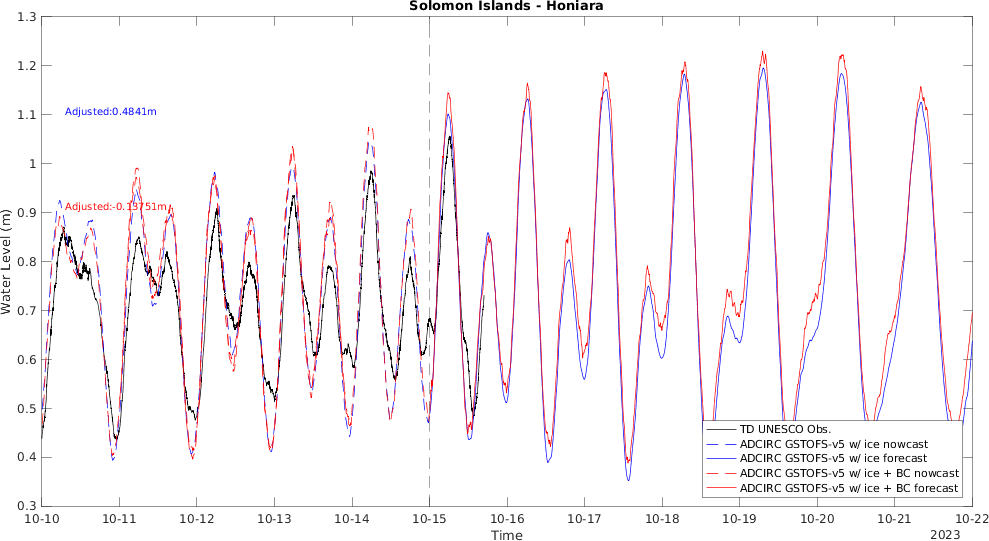 Solomon Islands - Honiara
1.3
1.2
1.1
1
0.9
0.8
0.7
0.6
0.5
0.4
0.3
Water Level (m)
Adjusted:0.4841m
Adjusted:-0.13751m
TD UNESCO Obs.
ADCIRC GSTOFS-v5 w/ ice nowcast
ADCIRC GSTOFS-v5 w/ ice forecast
ADCIRC GSTOFS-v5 w/ ice + BC nowcast
ADCIRC GSTOFS-v5 w/ ice + BC forecast
10-10 10-11 10-12 10-13 10-14 10-15 10-16 10-17 10-18 10-19 10-20 10-21 10-22
Time
2023